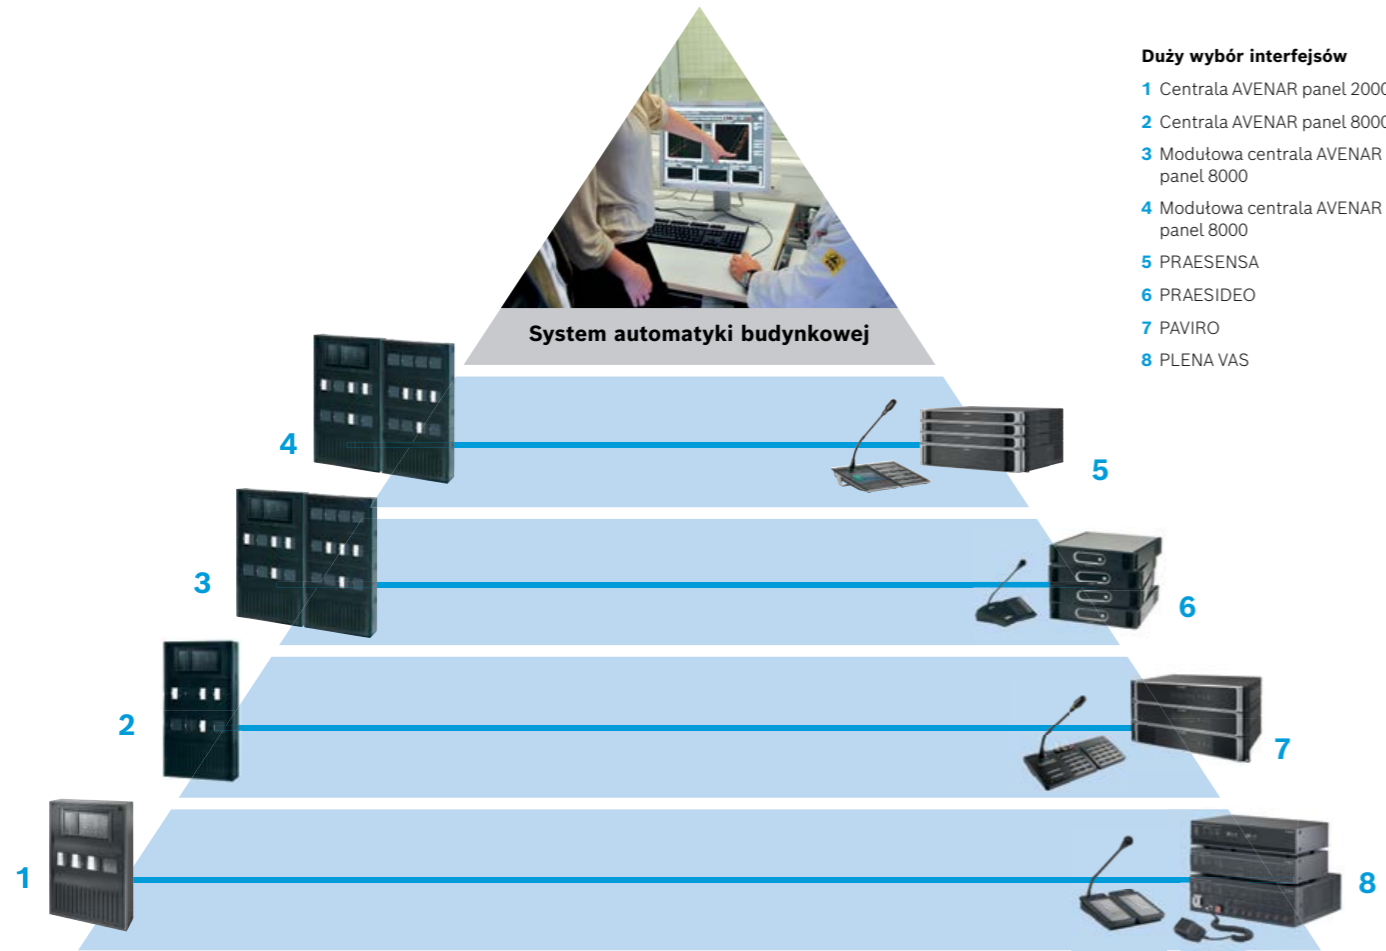 Duży wybór interfejsów
1 Centrala AVENAR panel 2000
2 Centrala AVENAR panel 8000
3 Modułowa centrala AVENAR
panel 8000
4 Modułowa centrala AVENAR
panel 8000
5 PRAESENSA
6 PRAESIDEO
7 PAVIRO
8 PLENA VAS
System automatyki budynkowej
4
5
3
6
2
7
1
8